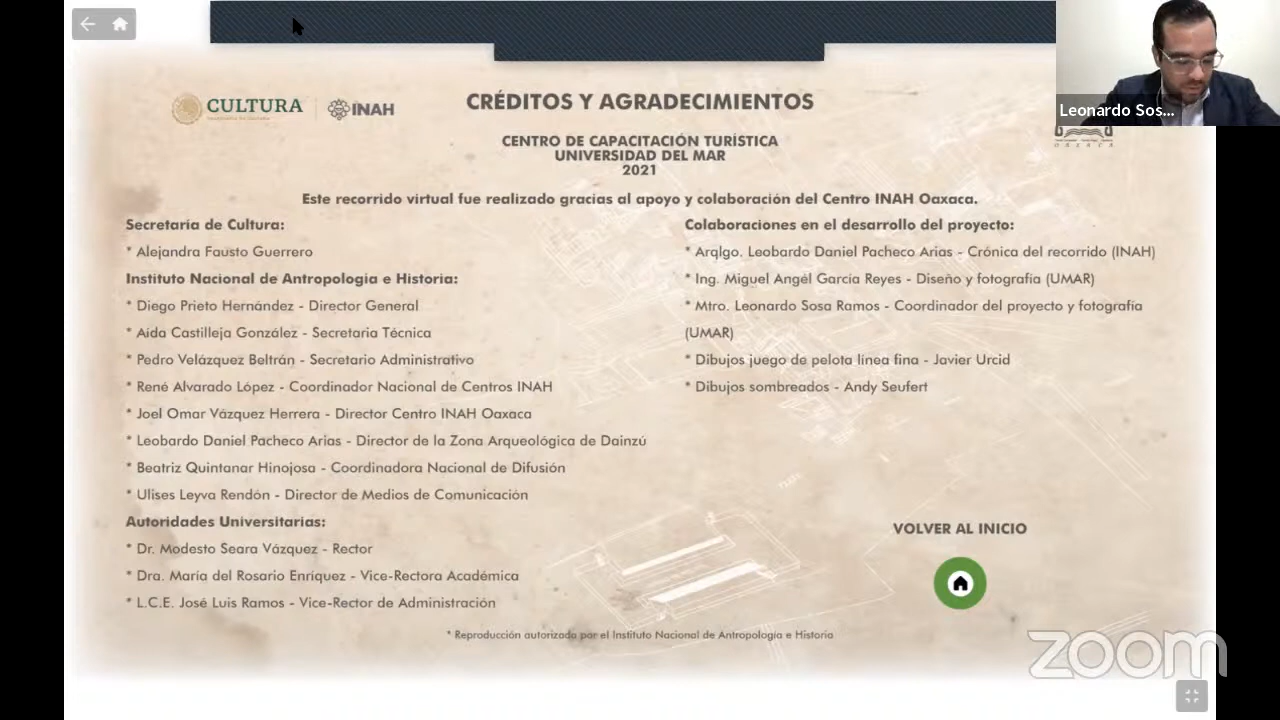 CULTURA
INAH
CRÉDITOS Y AGRADECIMIENTOS
Leonardo Sos...
OAXACA
CENTRO DE CAPACITACIÓN TURÍSTICA
UNIVERSIDAD DEL MAR
2021
Este recorrido virtual fue realizado gracias al apoyo y colaboración del Centro INAH Oaxaca.
Secretaría de Cultura:
* Alejandra Fausto Guerrero
Instituto Nacional de Antropologia e Historia:
* Diego Prieto Hernández - Director General
* Aida Castilleja González - Secretaria Técnica
* Pedro Velázquez Beltrán - Secretario Administrativo
* René Alvarado López - Coordinador Nacional de Centros INAH
* Joel Omar Vázquez Herrera - Director Centro INAH Oaxaca
* Leobardo Daniel Pacheco Arias - Director de la Zona Arqueológica de Dainzú
* Beatriz Quintanar Hinojosa - Coordinadora Nacional de Difusión
* Ulises Leyva Rendón - Director de Medios de Comunicación
Autoridades Universitarias:
* Dr. Modesto Seara Vázquez - Rector
* Dra. María del Rosario Enríquez - Vice-Rectora Académica
* L.C.E. José Luis Ramos - Vice-Rector de Administración
Colaboraciones en el desarrollo del proyecto:
* Arqlgo. Leobardo Daniel Pacheco Arias - Crónica del recorrido (INAH)
* Ing. Miguel Angél García Reyes - Diseño y fotografía (UMAR)
* Mtro. Leonardo Sosa Ramos - Coordinador del proyecto y fotografía
(UMAR)
* Dibujos juego de pelota línea fina - Javier Urcid
* Dibujos sombreados - Andy Seufert
VOLVER AL INICIO
* Reproducción autorizada por el Instituto Nacional de Antropologia e Historia
zoom